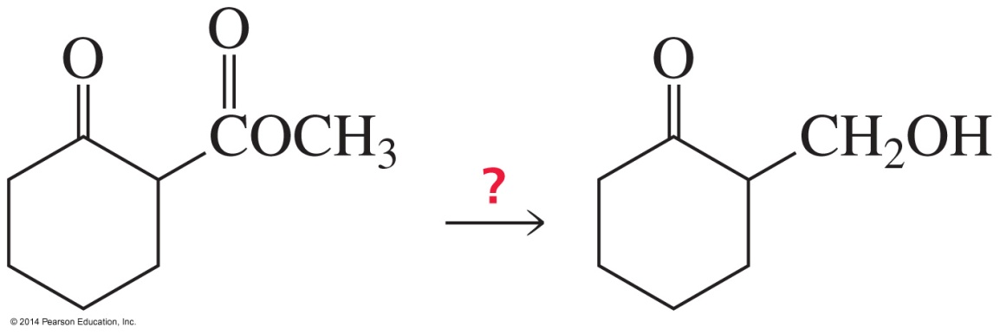 O
O
COCH₃
?
O
CH₂OH
© 2014 Pearson Education, Inc.